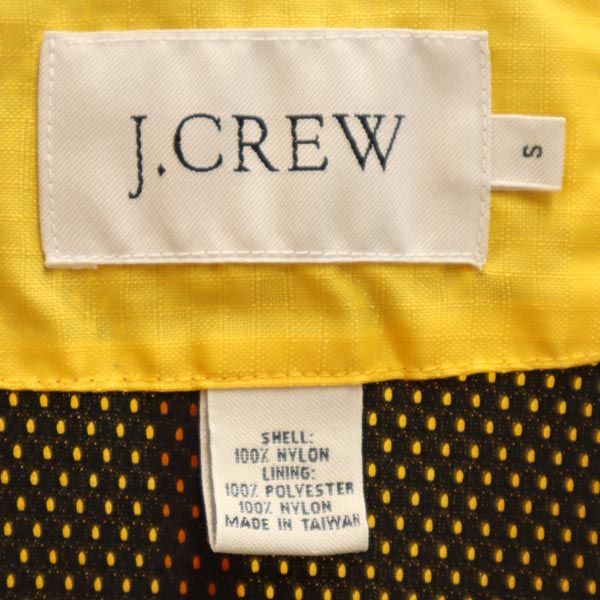 J.CREW
S
SHELL:
100% NYLON
LINING:
100% POLYESTER
100% NYLON
MADE IN TAIWAN